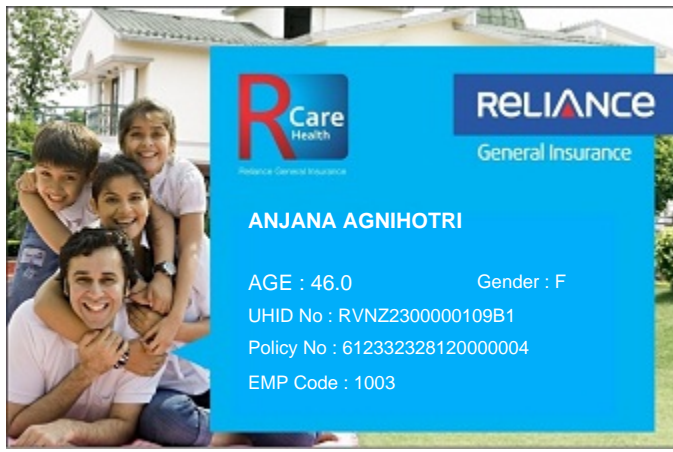 R Care
Health
Reliance General Insurance
RELIANCE
General Insurance
ANJANA AGNIHOTRI
AGE : 46.0 Gender : F
UHID No : RVNZ2300000109B1
Policy No : 612332328120000004
EMP Code : 1003